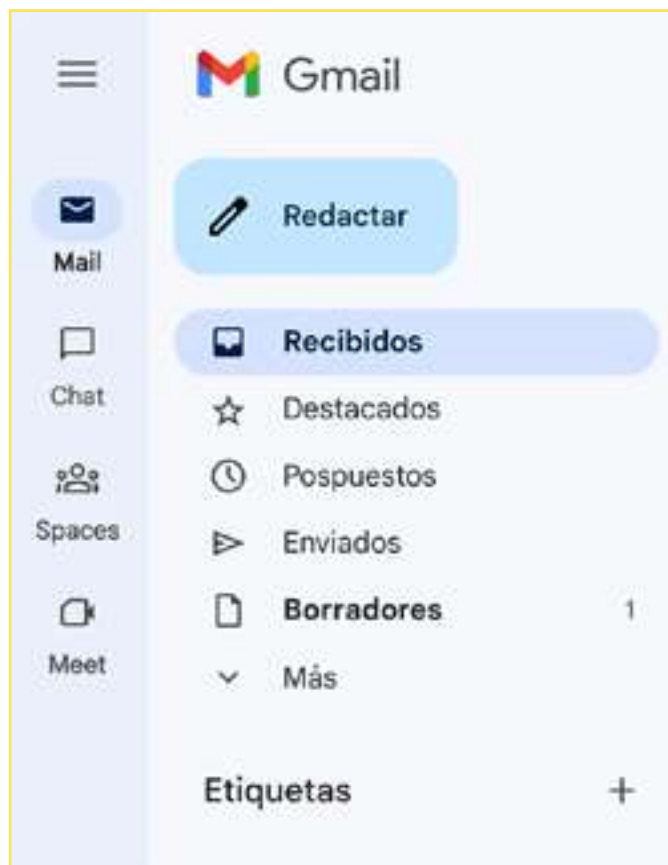 Gmail
Redactar
Mail
Recibidos
Chat
Destacados
Pospuestos
Spaces
Enviados
Borradores 1
Meet
Más
Etiquetas +